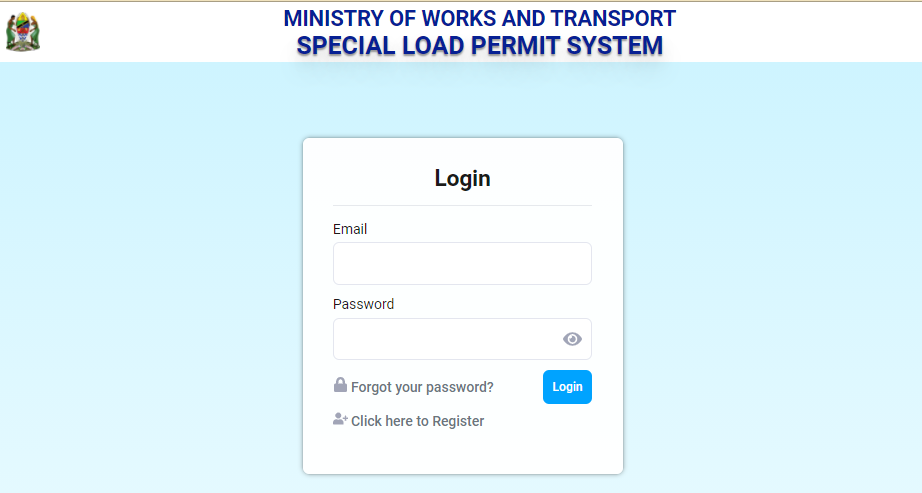 MINISTRY OF WORKS AND TRANSPORT
SPECIAL LOAD PERMIT SYSTEM
Login
Email
Password
Forgot your password?
Login
Click here to Register